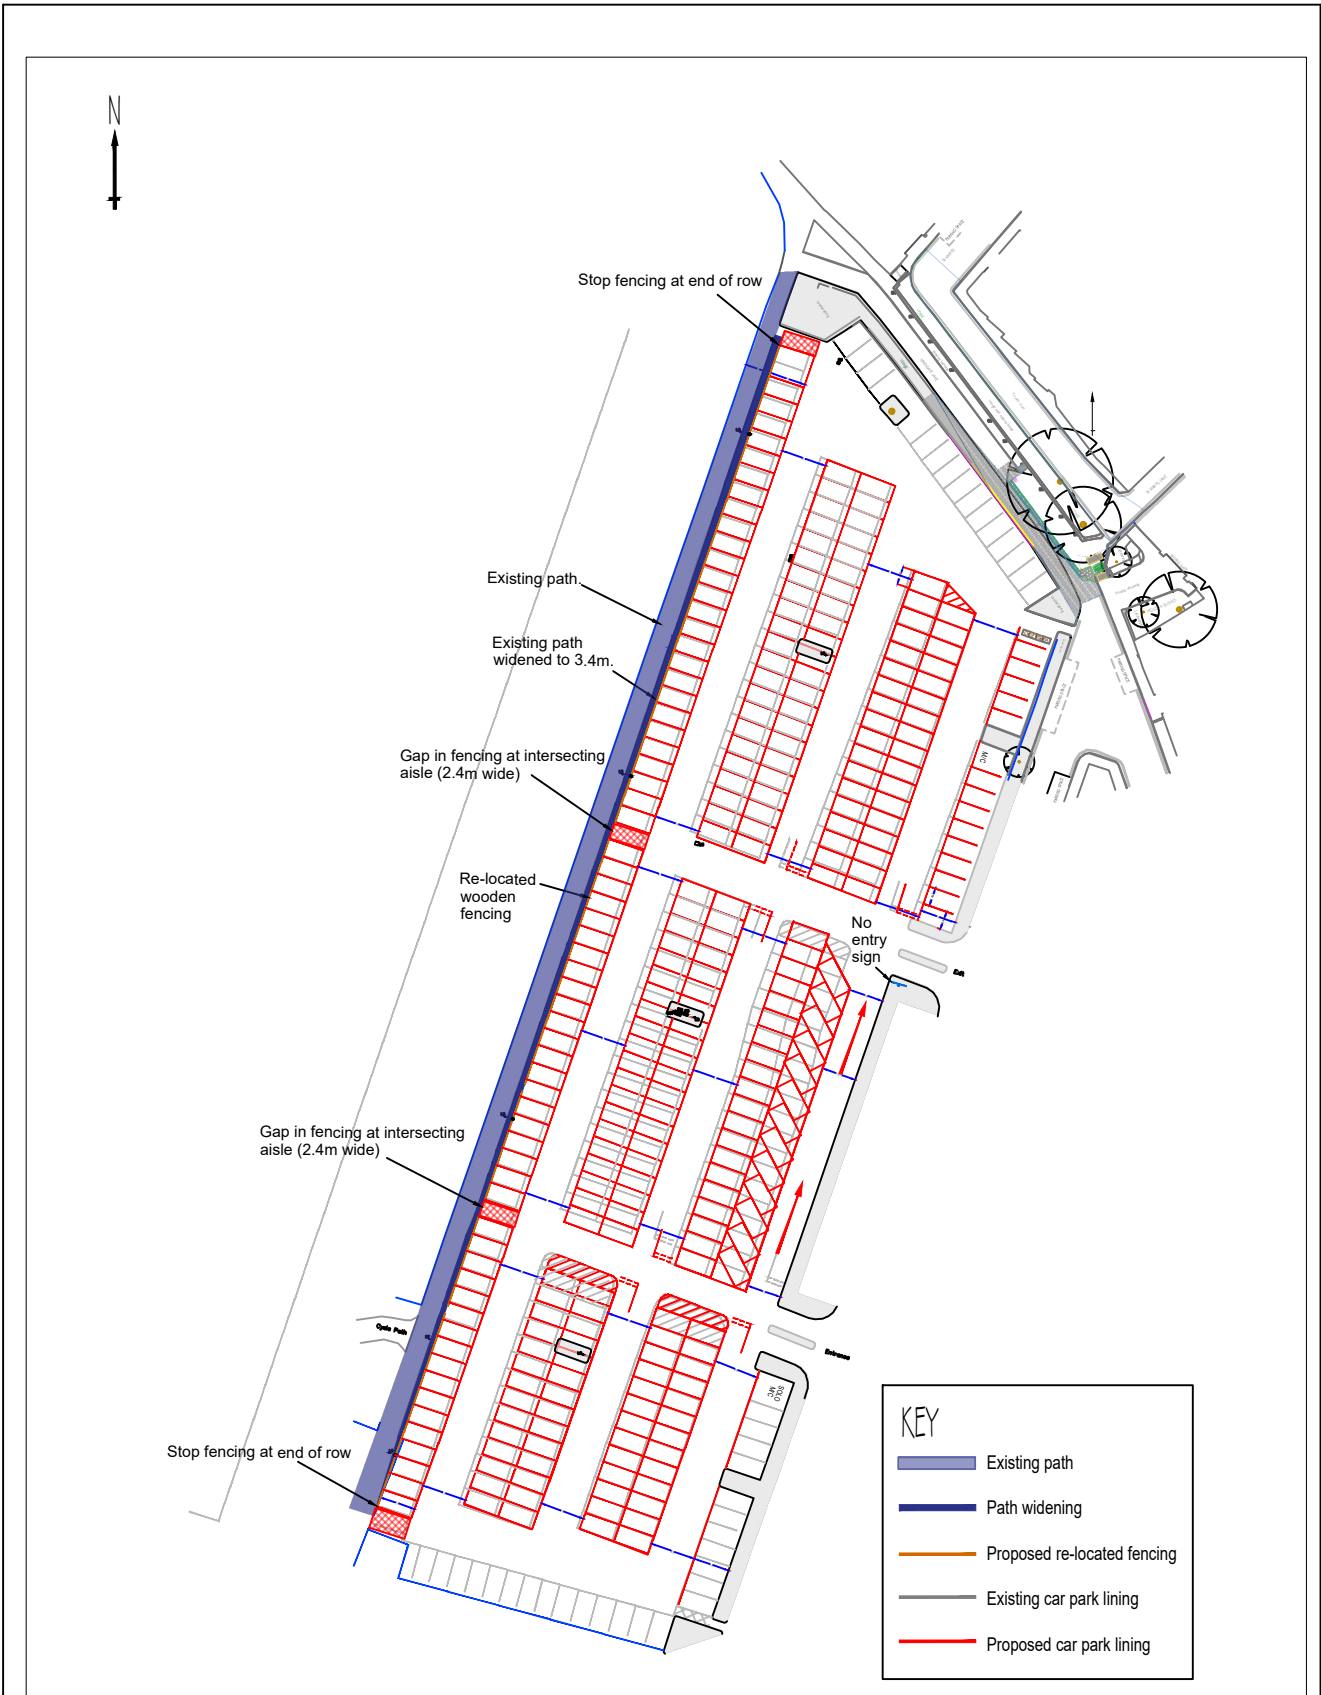 N
Stop fencing at end of row
Existing path.
Existing path
widened to 3.4m.
Gap in fencing at intersecting
aisle (2.4m wide)
M/C
Re-located
wooden
fencing
No
entry
sign
Exit
Gap in fencing at intersecting
aisle (2.4m wide)
Cycle Path
Entrance
SOLO
M/C
Stop fencing at end of row
KEY
Existing path
Path widening
Proposed re-located fencing
Existing car park lining
Proposed car park lining